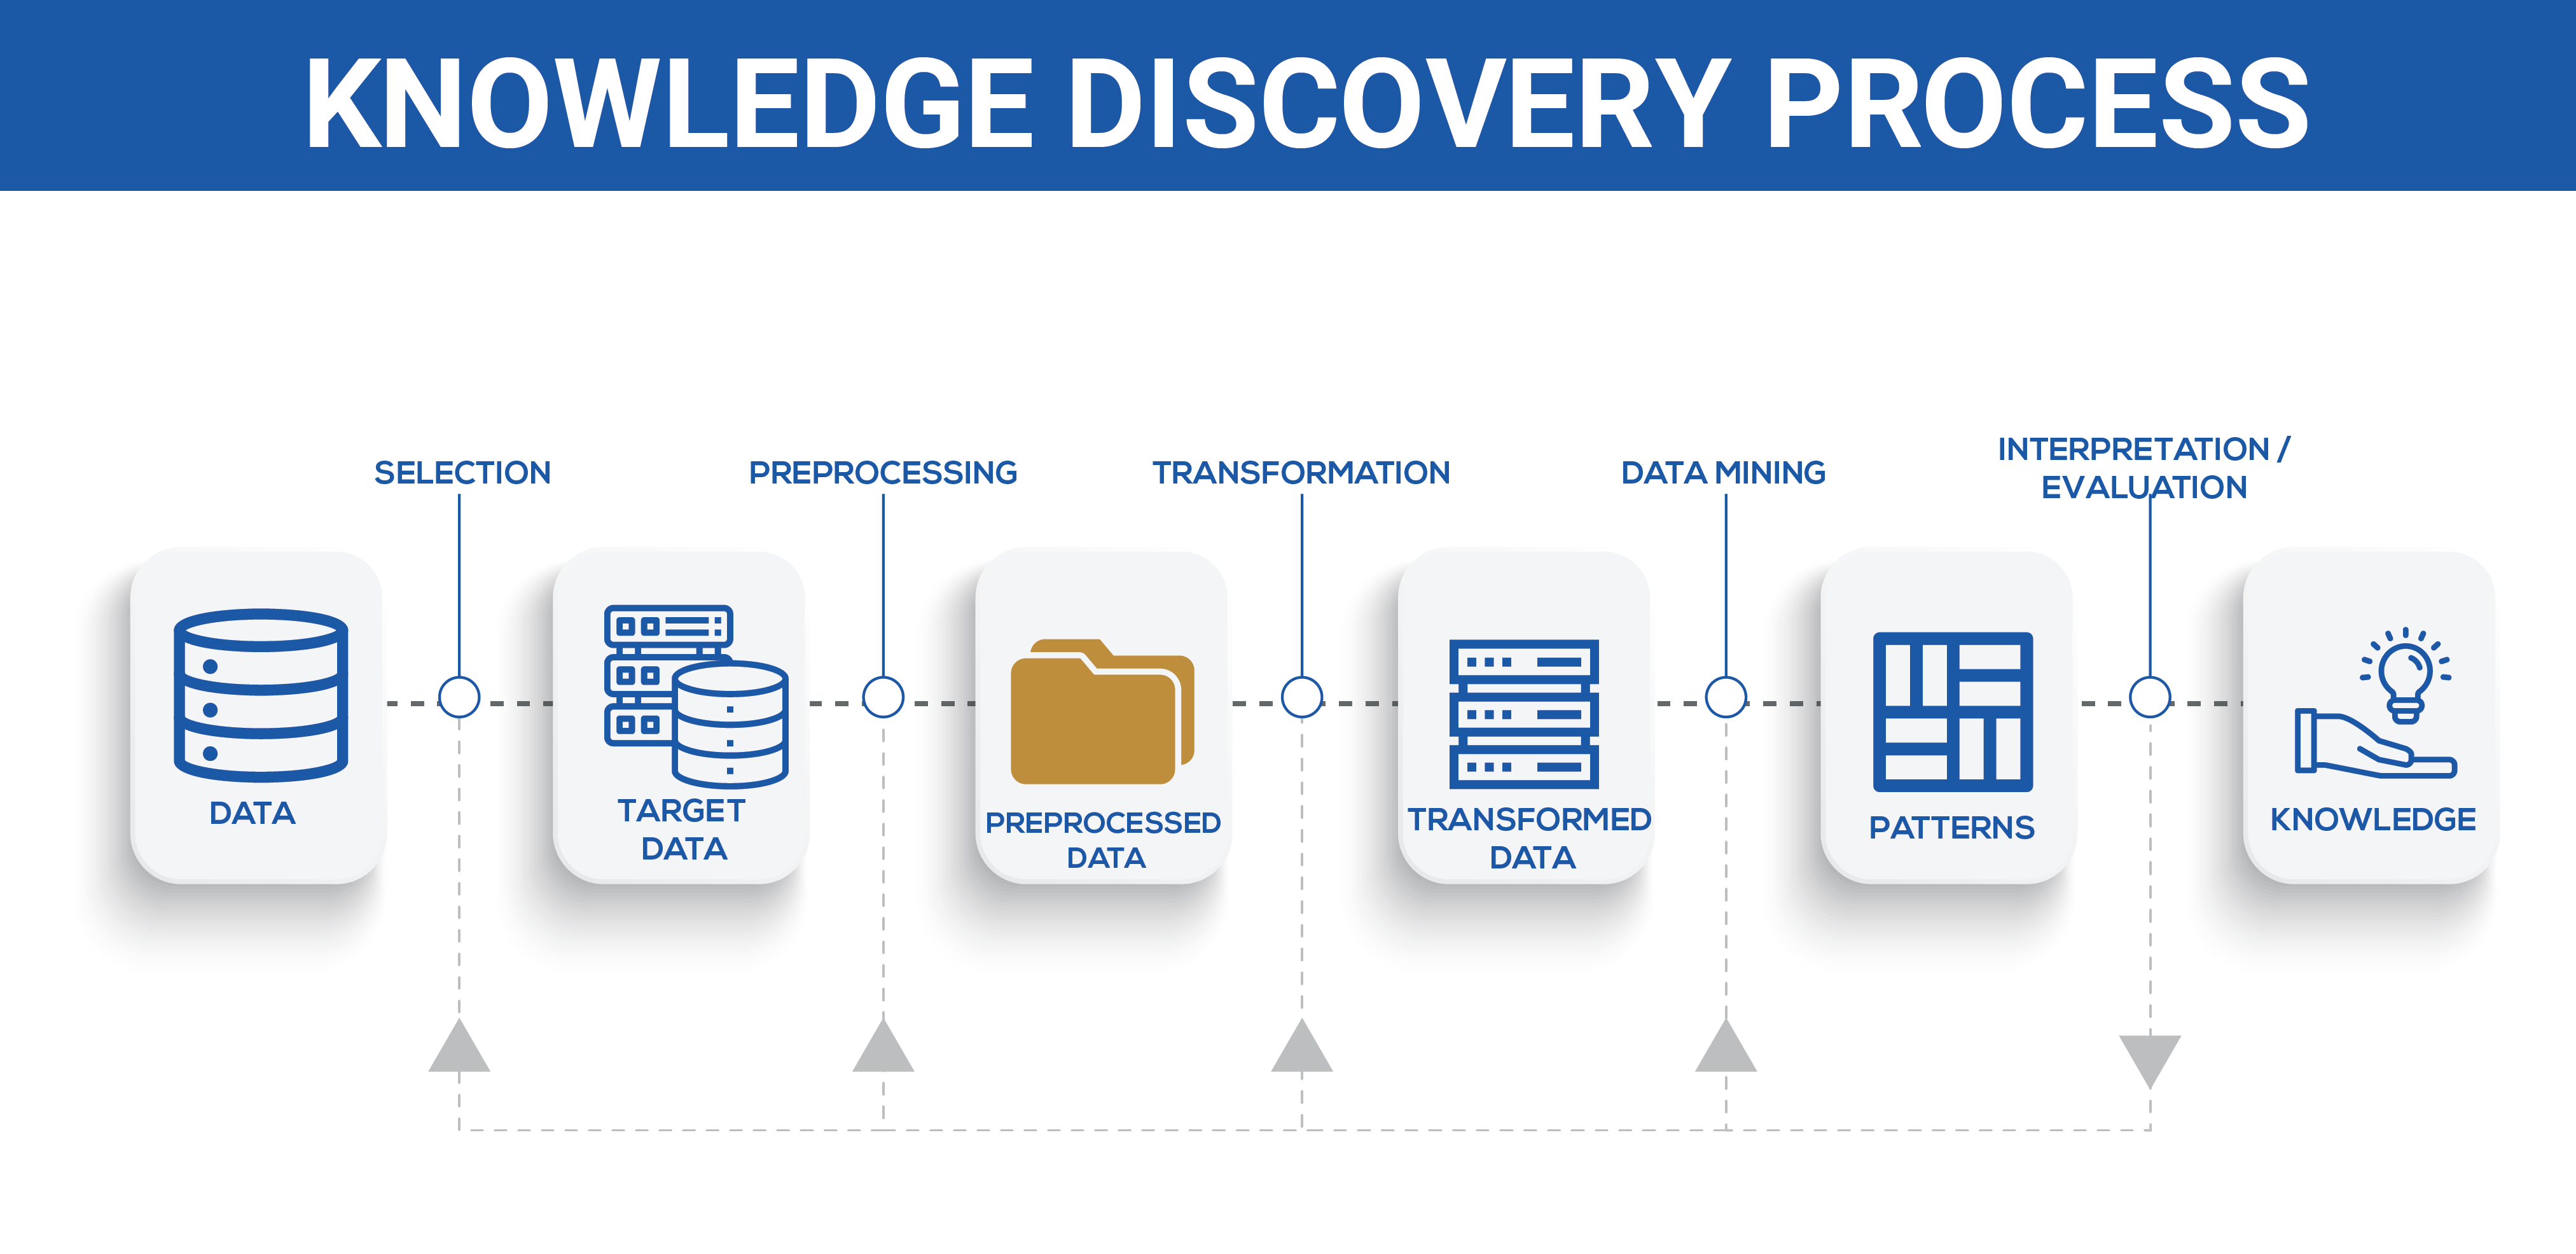 KNOWLEDGE DISCOVERY PROCESS
SELECTION
PREPROCESSING
TRANSFORMATION
DATA MINING
INTERPRETATION /
EVALUATION
DATA
TARGET
DATA
PREPROCESSED
DATA
TRANSFORMED
DATA
PATTERNS
KNOWLEDGE